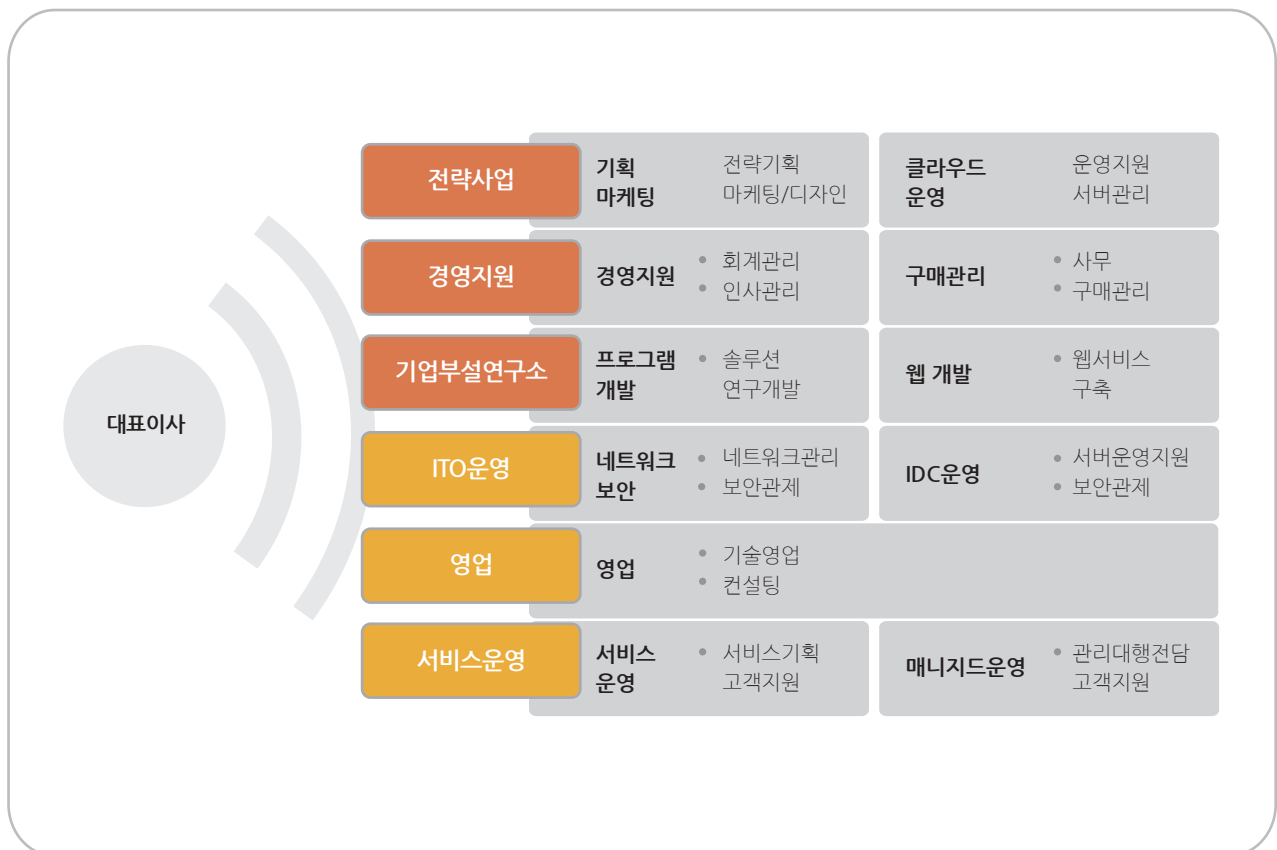 대표이사
전략사업
기획
마케팅
전략기획
마케팅/디자인
클라우드
운영
운영지원
서버관리
경영지원
경영지원
• 회계관리
• 인사관리
구매관리
• 사무
• 구매관리
기업부설연구소
프로그램
개발
• 솔루션
연구개발
웹 개발
• 웹서비스
구축
ITO운영
네트워크
보안
• 네트워크관리
• 보안관제
IDC운영
• 서버운영지원
• 보안관제
영업
영업
• 기술영업
• 컨설팅
서비스운영
서비스
운영
• 서비스기획
고객지원
매니지드운영
• 관리대행전담
고객지원